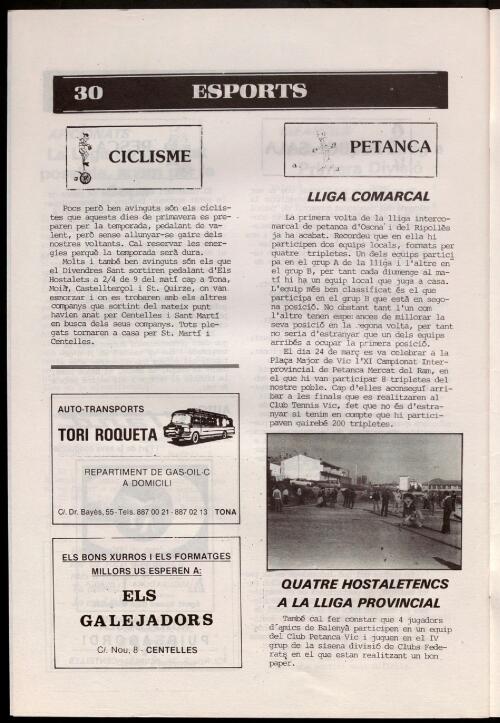 30 ESPORTS
CICLISME
Pocs però ben avinguts són els ciclis-
tes que aquests dies de primavera es pre-
paren per la temporada, pedalant de va-
lent, però sense allunyar-se gaire dels
nostres voltants. Cal reservar les ener-
gies perquè la temporada serà dura.
Molts i també ben avinguts són els que
el Divendres Sant sortiren pedalant d'Els
Hostalets a 2/4 de 9 del matí cap a Tona,
Moià, Castellterçol i St. Quirze, on van
esmorzar i on es trobaren amb els altres
companys que sortint del mateix punt
havien anat per Centelles i Sant Martí
en busca dels seus companys. Tots ple-
gats tornaren a casa per St. Martí i
Centelles.
AUTO-TRANSPORTS
TORI ROQUETA
REPARTIMENT DE GAS-OIL-C
A DOMICILI
C/. Dr. Bayés, 55 - Tels. 887 00 21 - 887 02 13 TONA
ELS BONS XURROS I ELS FORMATGES
MILLORS US ESPEREN A:
ELS
GALEJADORS
C/. Nou, 8 - CENTELLES
PETANCA
LLIGA COMARCAL
La primera volta de la lliga interco-
marcal de petanca d'Osona i del Ripollès
ja ha acabat. Recordeu que en ella hi
participen dos equips locals, formats per
quatre tripletes. Un dels equips partici
pa en el grup A de la lliga i l'altre en
el grup B, per tant cada diumenge al ma-
tí hi ha un equip local que juga a casa.
L'equip més ben classificat és el que
participa en el grup B que està en sego-
na posició. No obstant tant l'un com
l'altre tenen esperances de millorar la
seva posició en la segona volta, per tant
no seria d'estranyar que un dels equips
arribés a ocupar la primera posició.
El dia 24 de març es va celebrar a la
Plaça Major de Vic l'XI Campionat Inter-
provincial de Petanca Mercat del Ram, en
el que hi van participar 8 tripletes del
nostre poble. Cap d'elles aconseguí arri-
bar a les finals que es realitzaren al
Club Tennis Vic, fet que no és d'estra-
nyar si tenim en compte que hi partici-
paven gairebé 200 tripletes.
QUATRE HOSTALETENCS
A LA LLIGA PROVINCIAL
També cal fer constar que 4 jugadors
d'amics de Balenyà participen en un equip
del Club Petanca Vic i juguen en el IV
grup de la sisena divisió de Clubs Fede-
rats en el que estan realitzant un bon
paper.